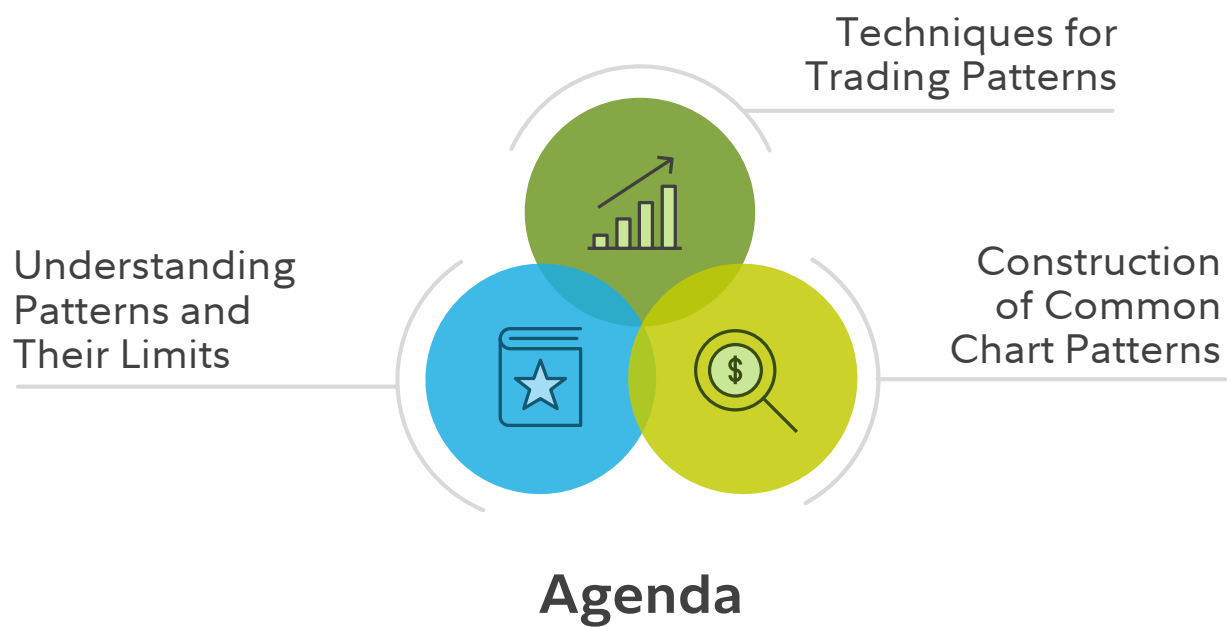 Techniques for
Trading Patterns
Understanding
Patterns and
Their Limits
Construction
of Common
Chart Patterns
$
Agenda